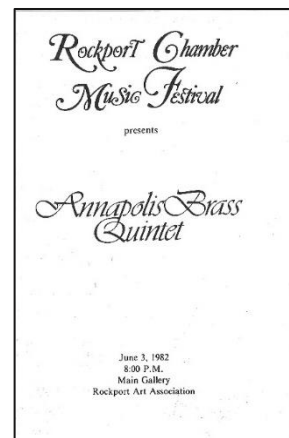 Rockport Chamber
Music Festival
presents
Annapolis Brass
Quintet
June 3, 1982
8:00 P.M.
Main Gallery
Rockport Art Association